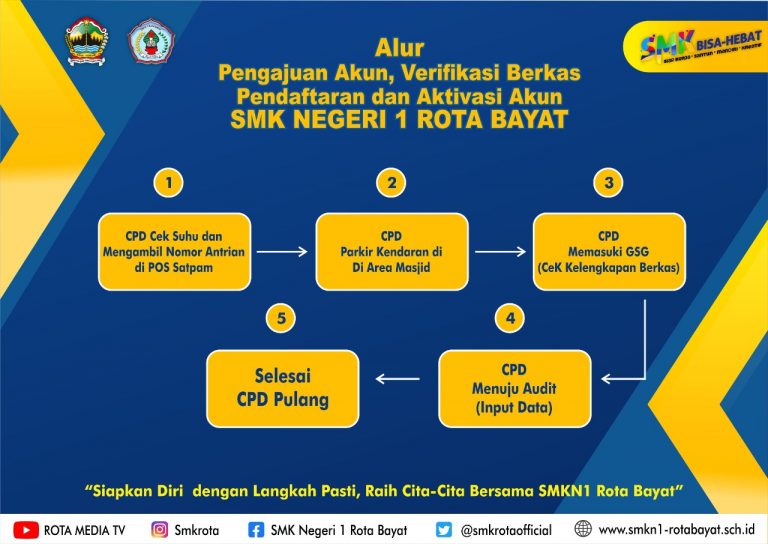 SMK BISA-HEBAT
Alur
Pengajuan Akun, Verifikasi Berkas
Pendaftaran dan Aktivasi Akun
SMK NEGERI 1 ROTA BAYAT
1
CPD Cek Suhu dan
Mengambil Nomor Antrian
di POS Satpam
2
CPD
Parkir Kendaran di
Di Area Masjid
3
CPD
Memasuki GSG
(CeK Kelengkapan Berkas)
4
CPD
Menuju Audit
(Input Data)
5
Selesai
CPD Pulang
“Siapkan Diri dengan Langkah Pasti, Raih Cita-Cita Bersama SMKN1 Rota Bayat”
ROTA MEDIA TV Smkrota SMK Negeri 1 Rota Bayat @smkrotaofficial www.smkn1-rotabayat.sch.id